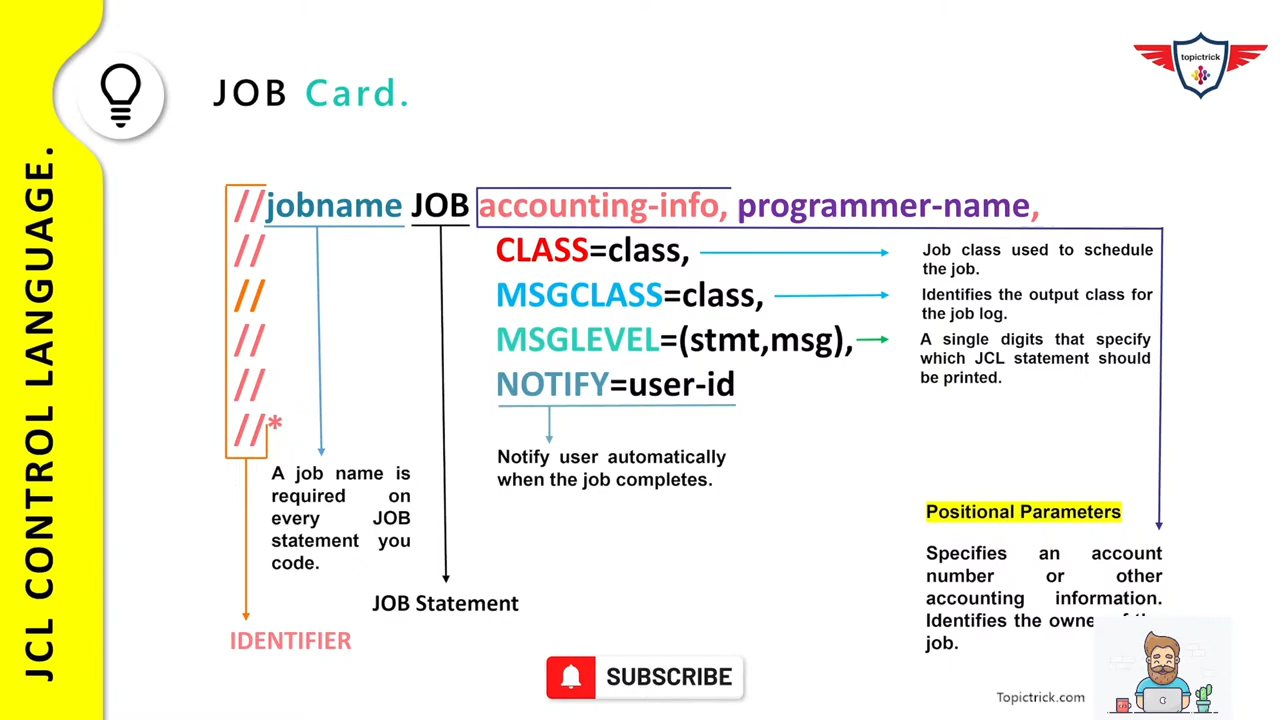 JCL CONTROL LANGUAGE.
topictrick
JOB Card.
//jobname JOB accounting-info, programmer-name,
// CLASS=class,
// MSGCLASS=class,
// MSGLEVEL=(stmt,msg),
// NOTIFY=user-id
//*
Job class used to schedule
the job.
Identifies the output class for
the job log.
A single digits that specify
which JCL statement should
be printed.
Notify user automatically
when the job completes.
A job name is
required on
every JOB
statement you
code.
JOB Statement
IDENTIFIER
Positional Parameters
Specifies an account
number or other
accounting information.
Identifies the owner of the
job.
SUBSCRIBE
Topictrick.com